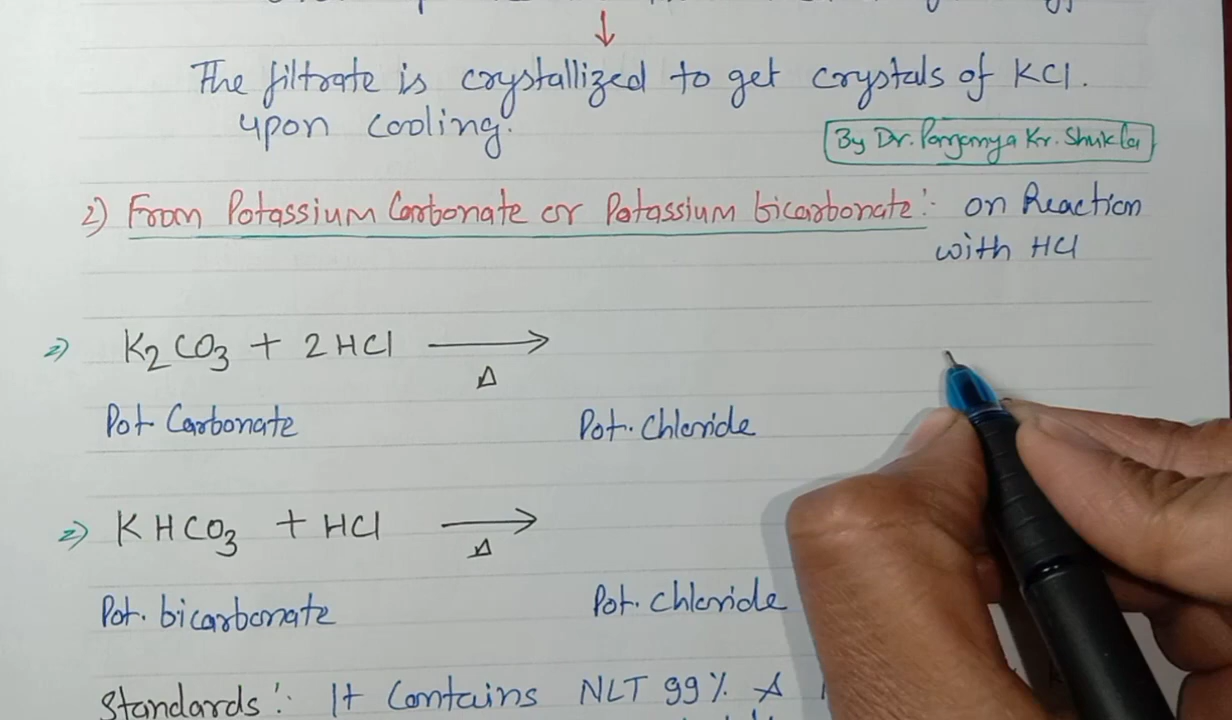 The filtrate is crystallized to get crystals of KCl.
upon cooling.
By Dr. Parjanya Kr. Shukla
2) From Potassium Carbonate or Potassium bicarbonate :- on Reaction
with HCl
=) K2CO3 + 2HCl →
Δ
Pot. Carbonate Pot. Chloride
=) KHCO3 + HCl →
Δ
Pot. bicarbonate Pot. chloride
Standards :- It Contains NLT 99%